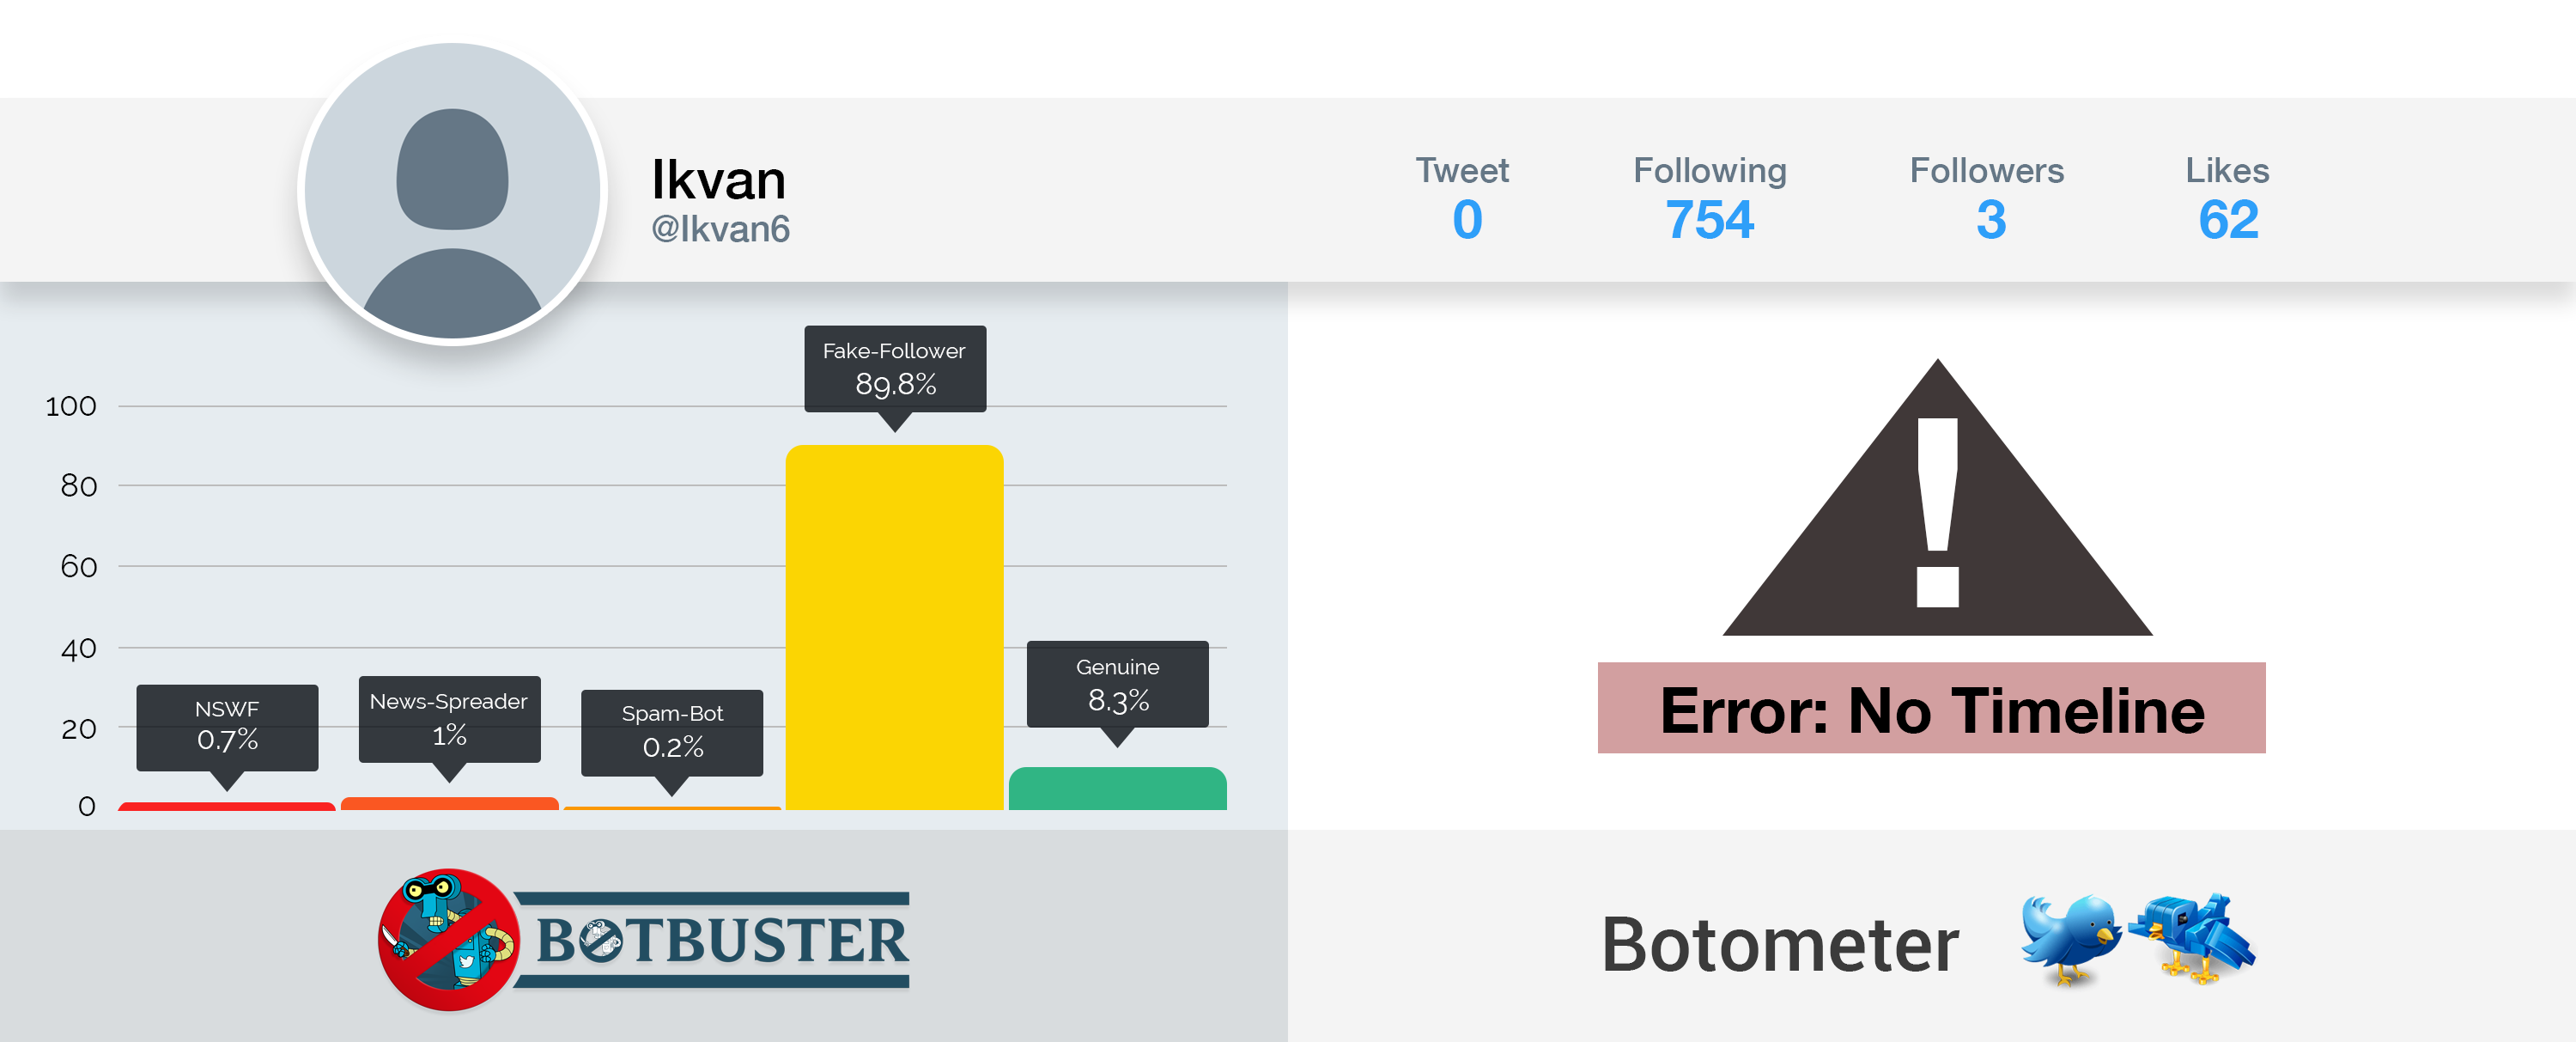 Ikvan
@Ikvan6
Tweet
0
Following
754
Followers
3
Likes
62
100
80
60
40
20
0
NSWF
0.7%
News-Spreader
1%
Spam-Bot
0.2%
Fake-Follower
89.8%
Genuine
8.3%
Error: No Timeline
BOTBUSTER
Botometer